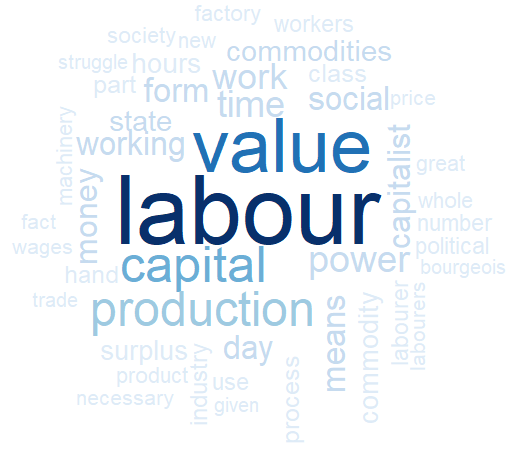 factory
society new workers
commodities
struggle hours work class
part form time social price
state
working value
machinery
money
labour
capitalist
great
whole
number
political
bourgeois
fact
wages
hand capital power
trade production
surplus day means
commodity
labourer
labourers
product
industry
use
process
necessary given